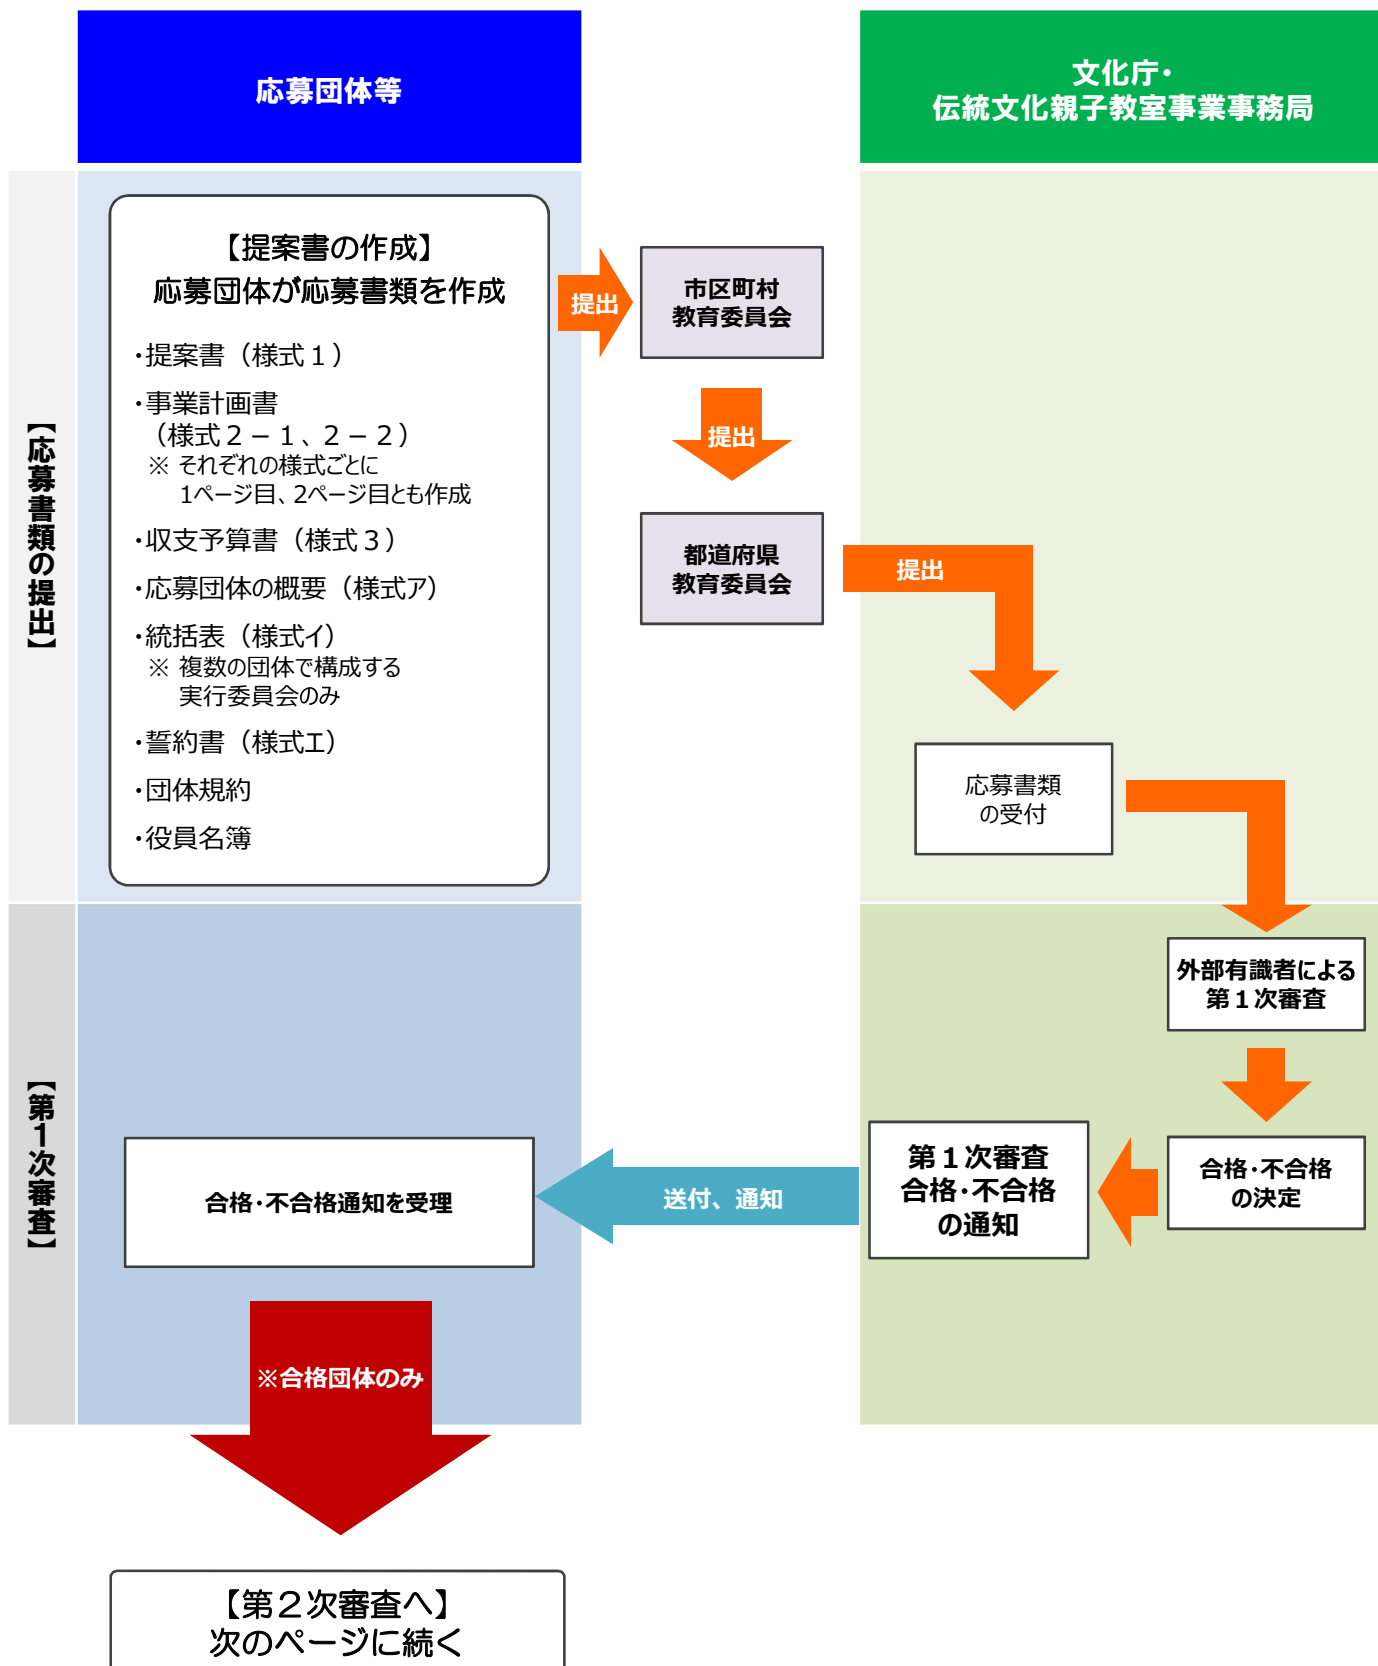 応募団体等
文化庁・
伝統文化親子教室事業事務局
【応募書類の提出】
【提案書の作成】
応募団体が応募書類を作成
・提案書（様式１）
・事業計画書
（様式２－１、２－２）
※ それぞれの様式ごとに
1ページ目、2ページ目とも作成
・収支予算書（様式３）
・応募団体の概要（様式ア）
・統括表（様式イ）
※ 複数の団体で構成する
実行委員会のみ
・誓約書（様式エ）
・団体規約
・役員名簿
提出
市区町村
教育委員会
提出
都道府県
教育委員会
提出
応募書類
の受付
【第１次審査】
外部有識者による
第１次審査
合格・不合格
の決定
第１次審査
合格・不合格
の通知
送付、通知
合格・不合格通知を受理
※合格団体のみ
【第２次審査へ】
次のページに続く